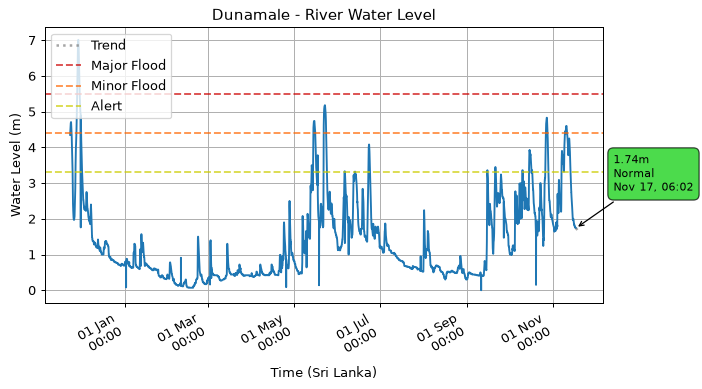 Dunamale - River Water Level
Water Level (m)
7
6
5
4
3
2
1
0
Trend
Major Flood
Minor Flood
Alert
1.74m
Normal
Nov 17, 06:02
01 Jan
00:00
01 Mar
00:00
01 May
00:00
01 Jul
00:00
01 Sep
00:00
01 Nov
00:00
Time (Sri Lanka)